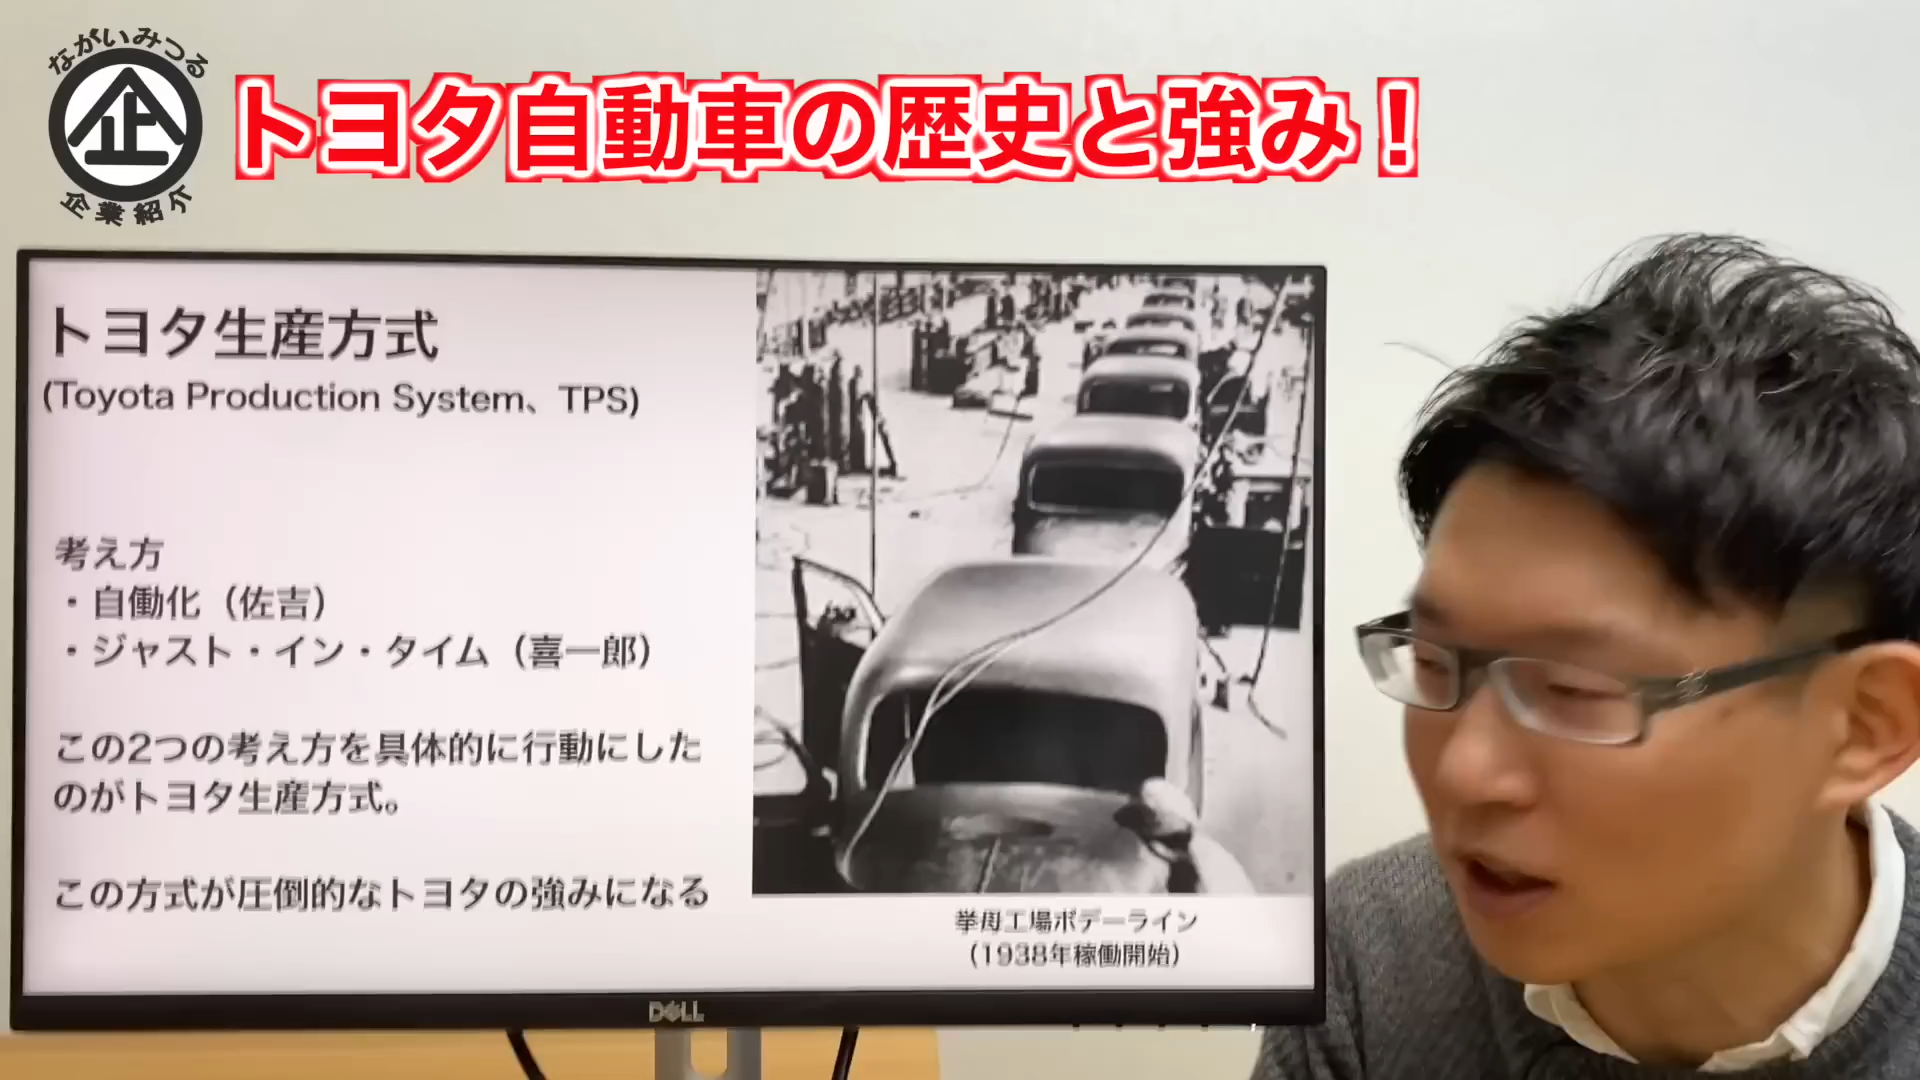 ながいみつる
企
企業紹介
トヨタ自動車の歴史と強み!
トヨタ生産方式
(Toyota Production System、TPS)
考え方
・自働化（佐吉）
・ジャスト・イン・タイム（喜一郎）
この2つの考え方を具体的に行動にした
のがトヨタ生産方式。
この方式が圧倒的なトヨタの強みになる
挙母工場ボデーライン
（1938年稼働開始）
DELL